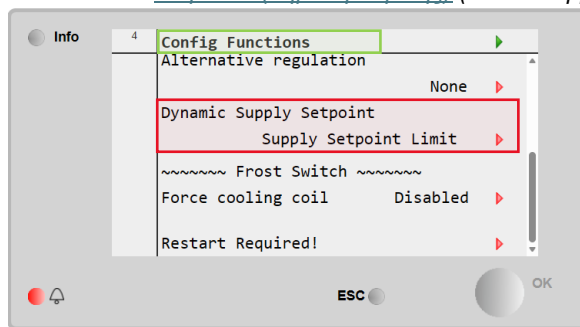 Info
4
Config Functions
Alternative regulation
None
Dynamic Supply Setpoint
Supply Setpoint Limit
~~~~~~~ Frost Switch ~~~~~~~
Force cooling coil Disabled
Restart Required!
ESC
OK